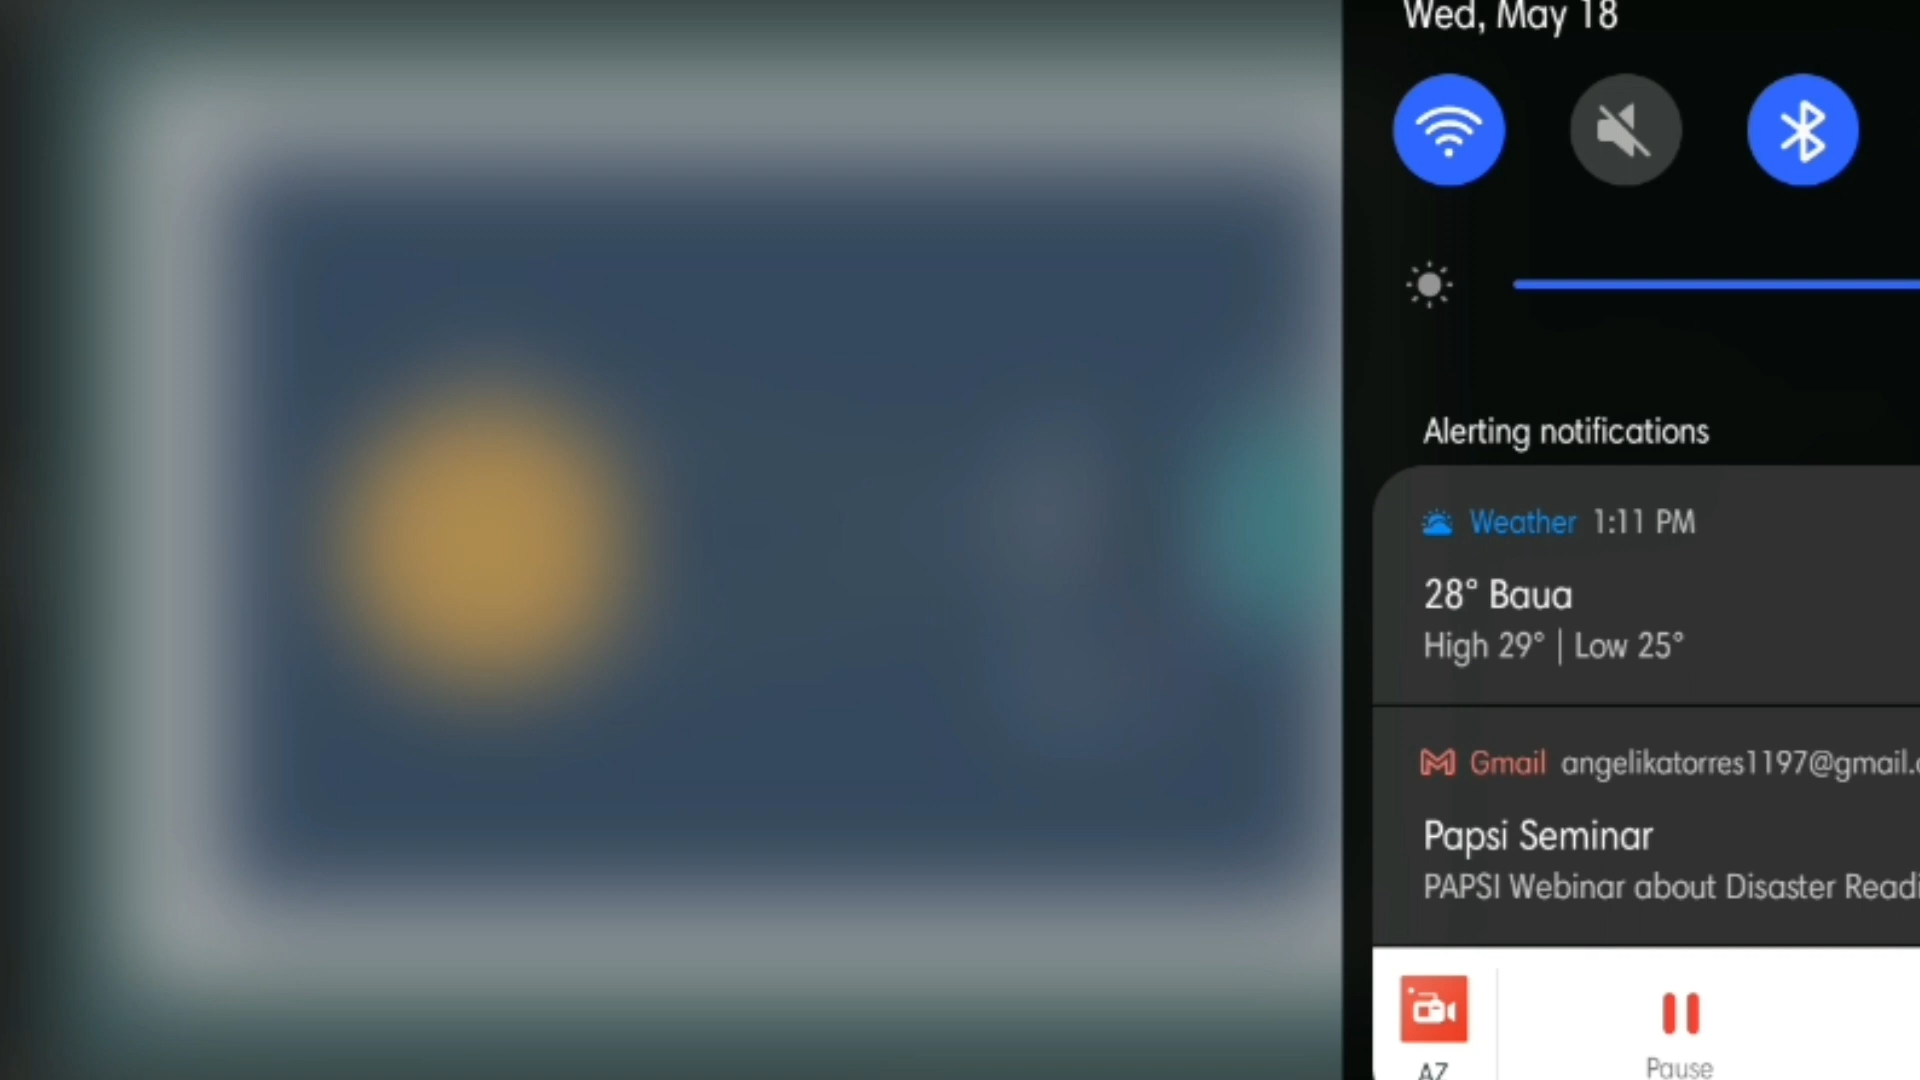 Wed, May 18
Alerting notifications
Weather 1:11 PM
28° Baua
High 29° | Low 25°
Gmail angelikatorres1197@gmail.
Papsi Seminar
PAPSI Webinar about Disaster Readi
AZ
Pause